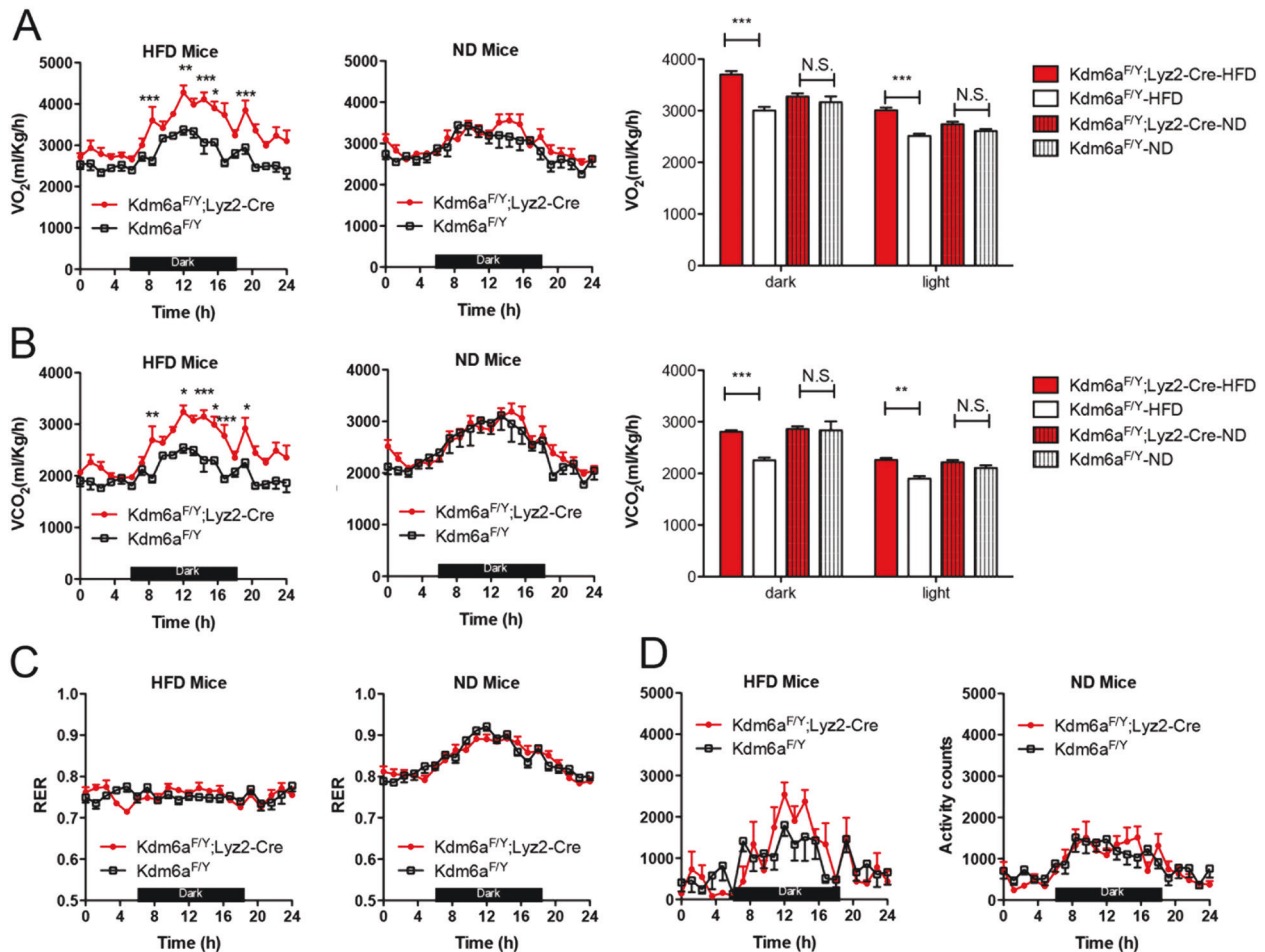 A
HFD Mice
VO2(ml/Kg/h)
5000
4000
3000
2000
1000
0
***
**
***
*
***
Kdm6aF/Y;Lyz2-Cre
Kdm6aF/Y
Dark
0 4 8 12 16 20 24
Time (h)
ND Mice
5000
4000
3000
2000
1000
0
Kdm6aF/Y;Lyz2-Cre
Kdm6aF/Y
Dark
0 4 8 12 16 20 24
Time (h)
VO2(ml/Kg/h)
4000
3000
2000
1000
0
***
N.S.
***
N.S.
dark light
Kdm6aF/Y;Lyz2-Cre-HFD
Kdm6aF/Y-HFD
Kdm6aF/Y;Lyz2-Cre-ND
Kdm6aF/Y-ND
B
HFD Mice
VCO2(ml/Kg/h)
4000
3000
2000
1000
0
**
*
***
*
***
*
Kdm6aF/Y;Lyz2-Cre
Kdm6aF/Y
Dark
0 4 8 12 16 20 24
Time (h)
ND Mice
4000
3000
2000
1000
0
Kdm6aF/Y;Lyz2-Cre
Kdm6aF/Y
Dark
0 4 8 12 16 20 24
Time (h)
VCO2(ml/Kg/h)
4000
3000
2000
1000
0
***
N.S.
**
N.S.
dark light
Kdm6aF/Y;Lyz2-Cre-HFD
Kdm6aF/Y-HFD
Kdm6aF/Y;Lyz2-Cre-ND
Kdm6aF/Y-ND
C
HFD Mice
RER
1.0
0.9
0.8
0.7
0.6
0.5
Kdm6aF/Y;Lyz2-Cre
Kdm6aF/Y
Dark
0 4 8 12 16 20 24
Time (h)
ND Mice
RER
1.0
0.9
0.8
0.7
0.6
0.5
Kdm6aF/Y;Lyz2-Cre
Kdm6aF/Y
Dark
0 4 8 12 16 20 24
Time (h)
D
HFD Mice
5000
4000
3000
2000
1000
0
Kdm6aF/Y;Lyz2-Cre
Kdm6aF/Y
Dark
0 4 8 12 16 20 24
Time (h)
ND Mice
Activity counts
5000
4000
3000
2000
1000
0
Kdm6aF/Y;Lyz2-Cre
Kdm6aF/Y
Dark
0 4 8 12 16 20 24
Time (h)